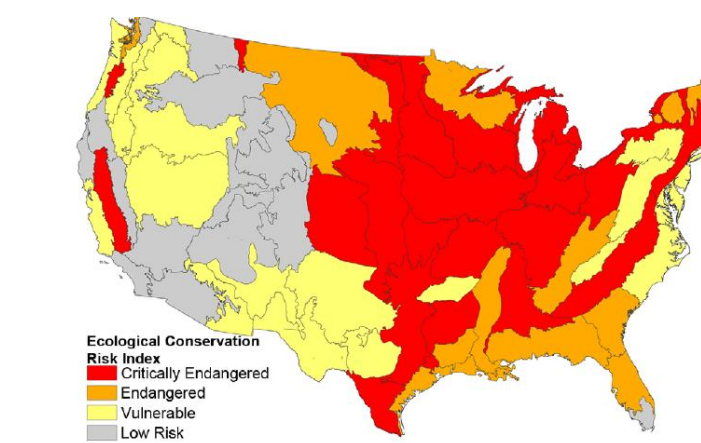 Ecological Conservation
Risk Index
Critically Endangered
Endangered
Vulnerable
Low Risk